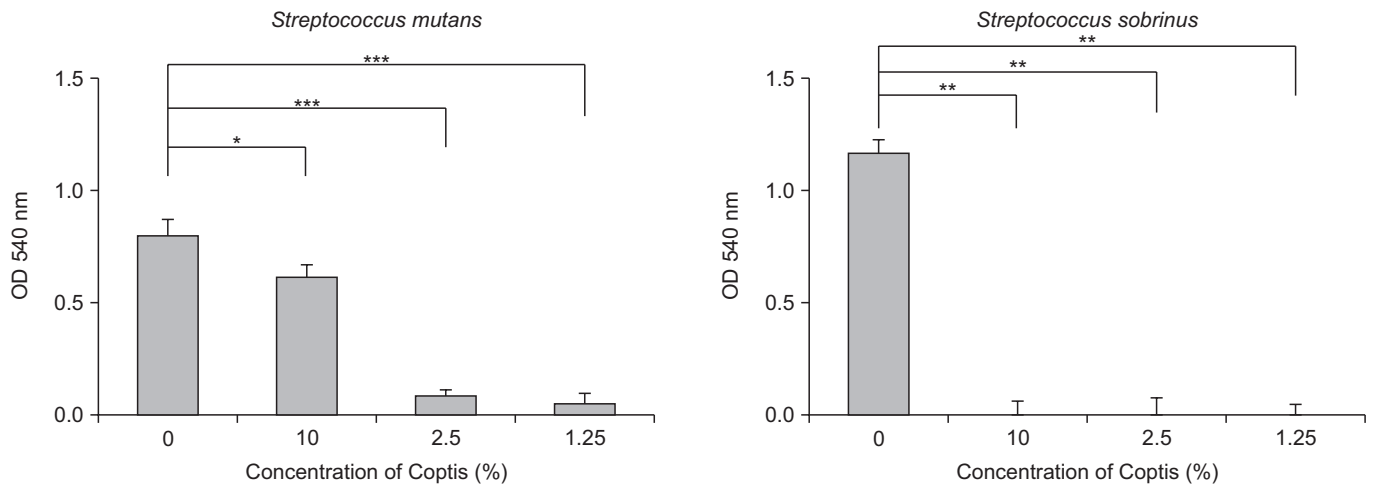 Streptococcus mutans
***
***
*
1.5
1.0
0.5
0.0
OD 540 nm
0 10 2.5 1.25
Concentration of Coptis (%)
Streptococcus sobrinus
**
**
**
1.5
1.0
0.5
0.0
OD 540 nm
0 10 2.5 1.25
Concentration of Coptis (%)